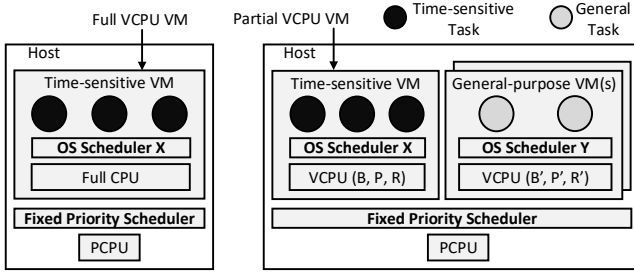 Full VCPU VM
Partial VCPU VM
Time-sensitive
Task
General
Task
Host
Time-sensitive VM
OS Scheduler X
Full CPU
Fixed Priority Scheduler
PCPU
Host
Time-sensitive VM
OS Scheduler X
VCPU (B, P, R)
General-purpose VM(s)
OS Scheduler Y
VCPU (B’, P’, R’)
Fixed Priority Scheduler
PCPU